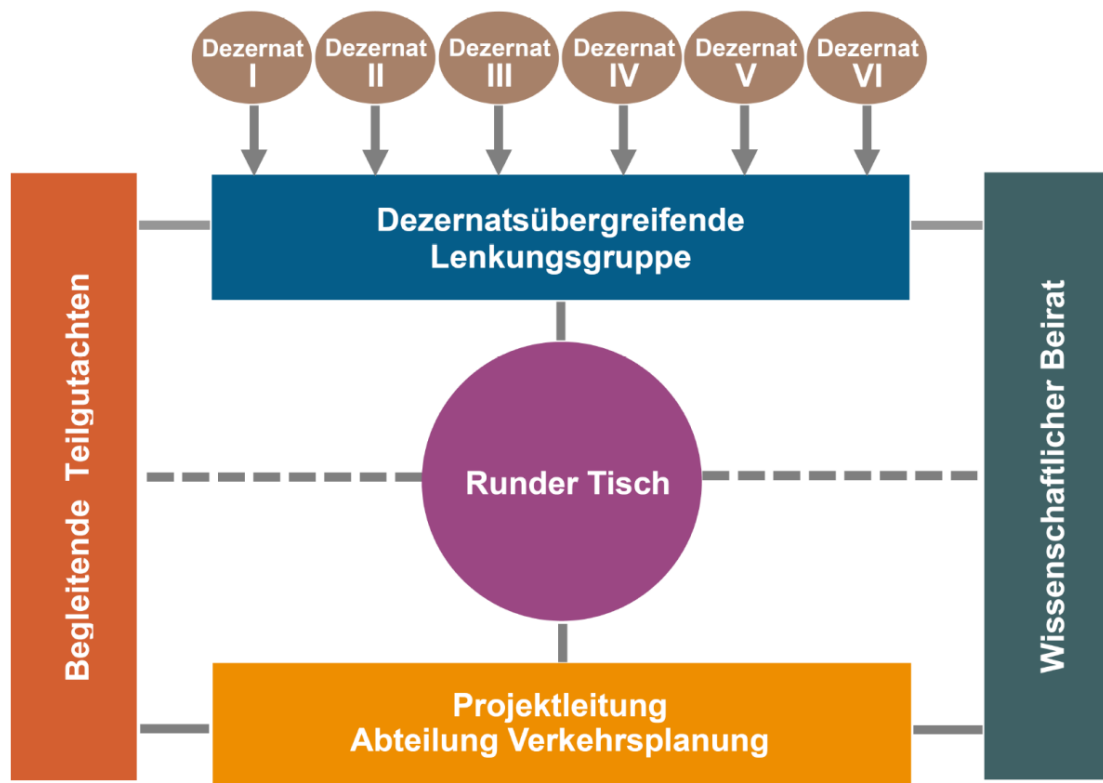 Dezernat
I
Dezernat
II
Dezernat
III
Dezernat
IV
Dezernat
V
Dezernat
VI
Dezernatsübergreifende
Lenkungsgruppe
Begleitende Teilgutachten
Runder Tisch
Wissenschaftlicher Beirat
Projektleitung
Abteilung Verkehrsplanung